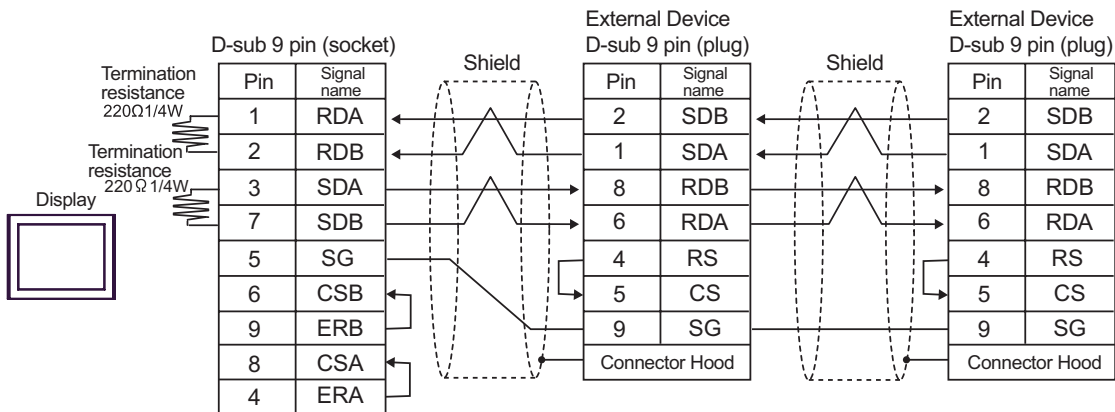 External Device
External Device
D-sub 9 pin (socket)
D-sub 9 pin (plug)
D-sub 9 pin (plug)
Shield
Shield
Termination
resistance
220Ω1/4W
Termination
resistance
220Ω1/4W
Display
Pin Signal name
1 RDA
2 RDB
3 SDA
7 SDB
5 SG
6 CSB
9 ERB
8 CSA
4 ERA
Pin Signal name
2 SDB
1 SDA
8 RDB
6 RDA
4 RS
5 CS
9 SG
Connector Hood
Pin Signal name
2 SDB
1 SDA
8 RDB
6 RDA
4 RS
5 CS
9 SG
Connector Hood